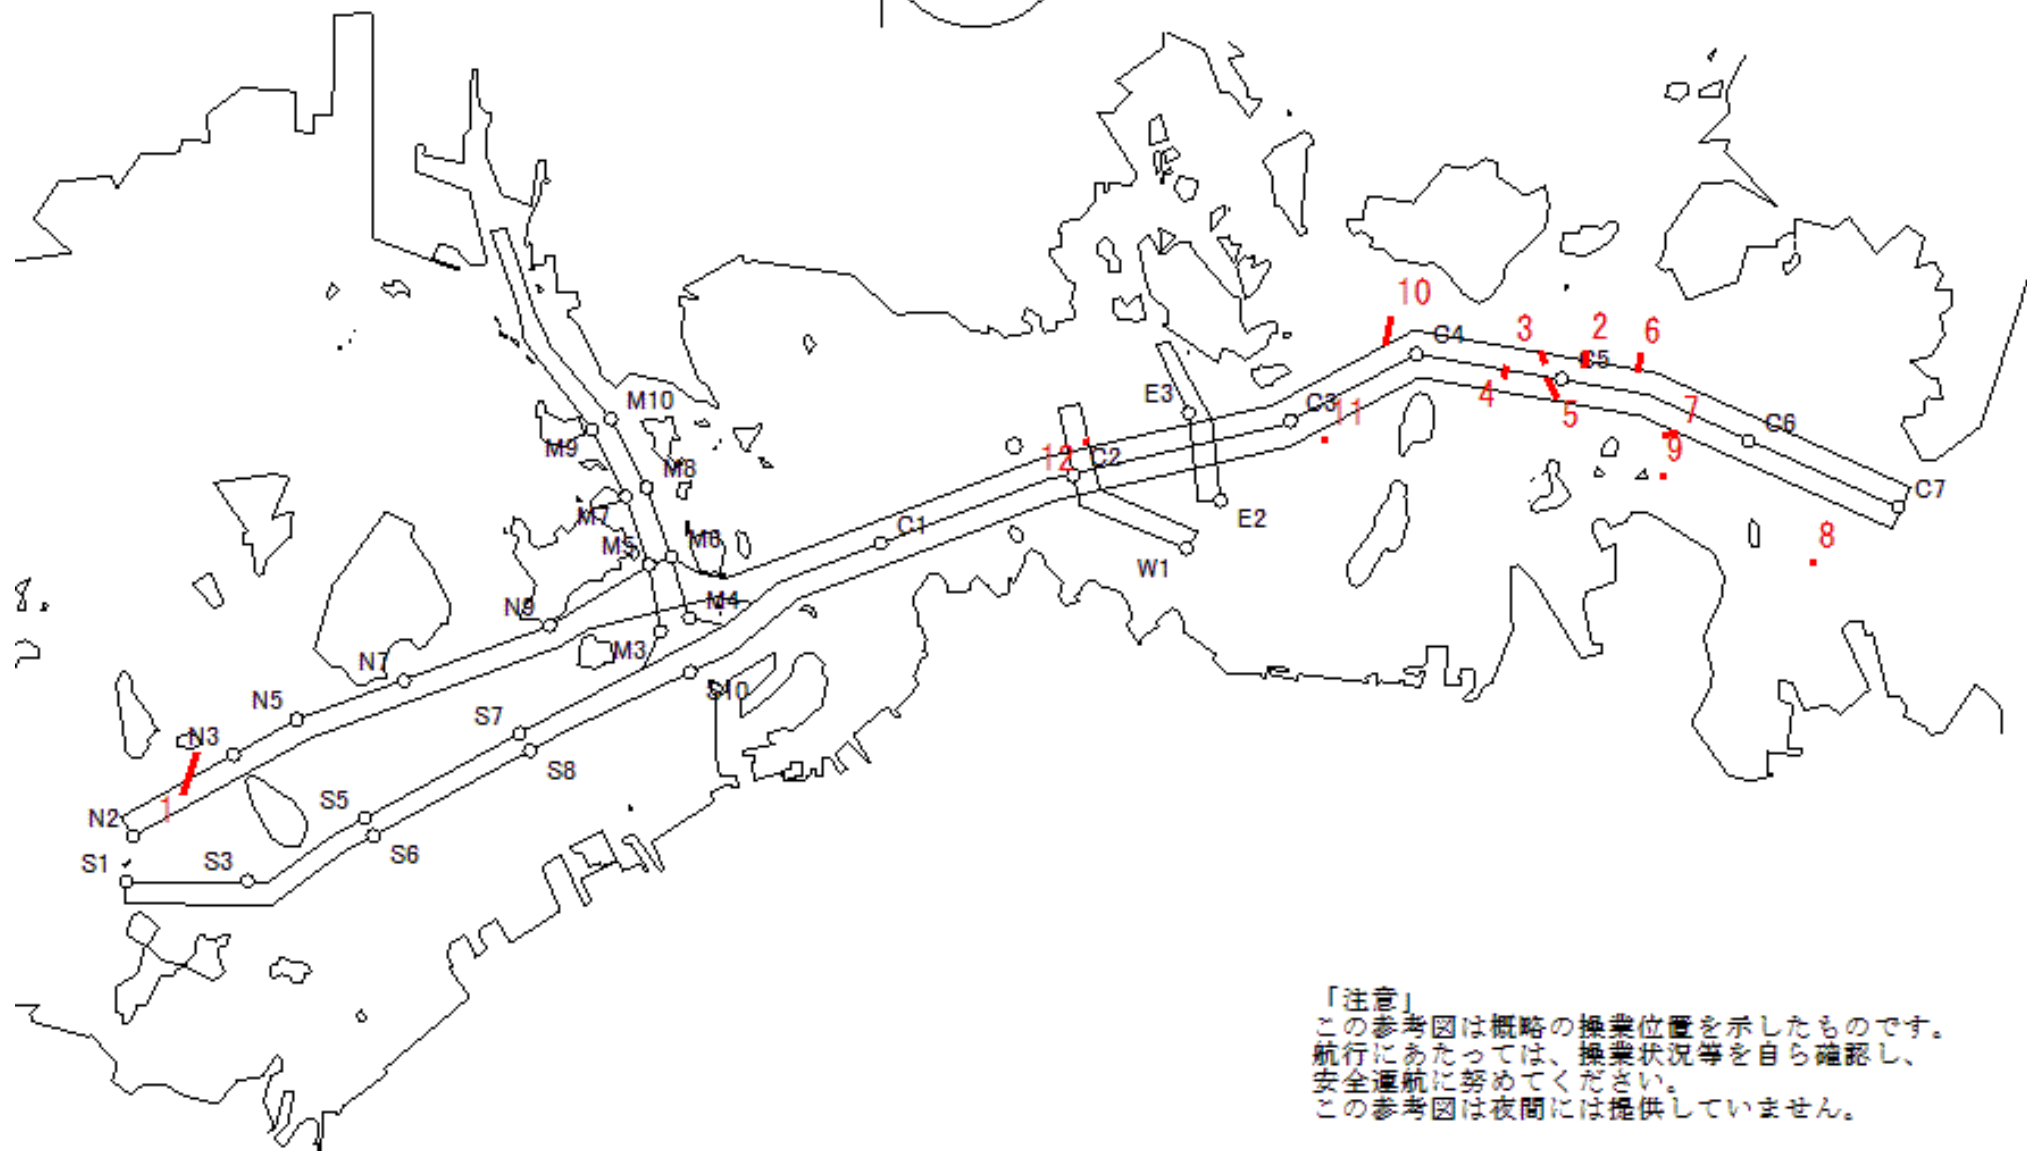 10
3
2
6
C4
C5
E3
M10
C3
11
4
5
7
C6
M9
12
C2
9
M8
C7
M7
E2
C1
8
M5
M6
W1
N9
M4
M3
N7
S10
N5
S7
N3
S8
1
S5
N2
S6
S1
S3
「注意」
この参考図は概略の操業位置を示したものです。
航行にあたっては、操業状況等を自ら確認し、
安全運航に努めてください。
この参考図は夜間には提供していません。